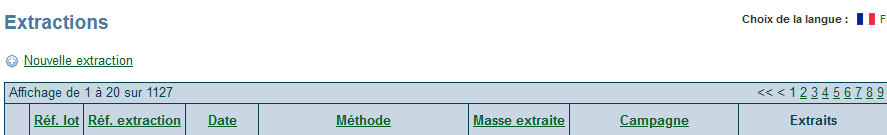 Extractions
Choix de la langue :
Nouvelle extraction
Affichage de 1 à 20 sur 1127 << < 1 2 3 4 5 6 7 8 9
Réf. lot Réf. extraction Date Méthode Masse extraite Campagne Extraits